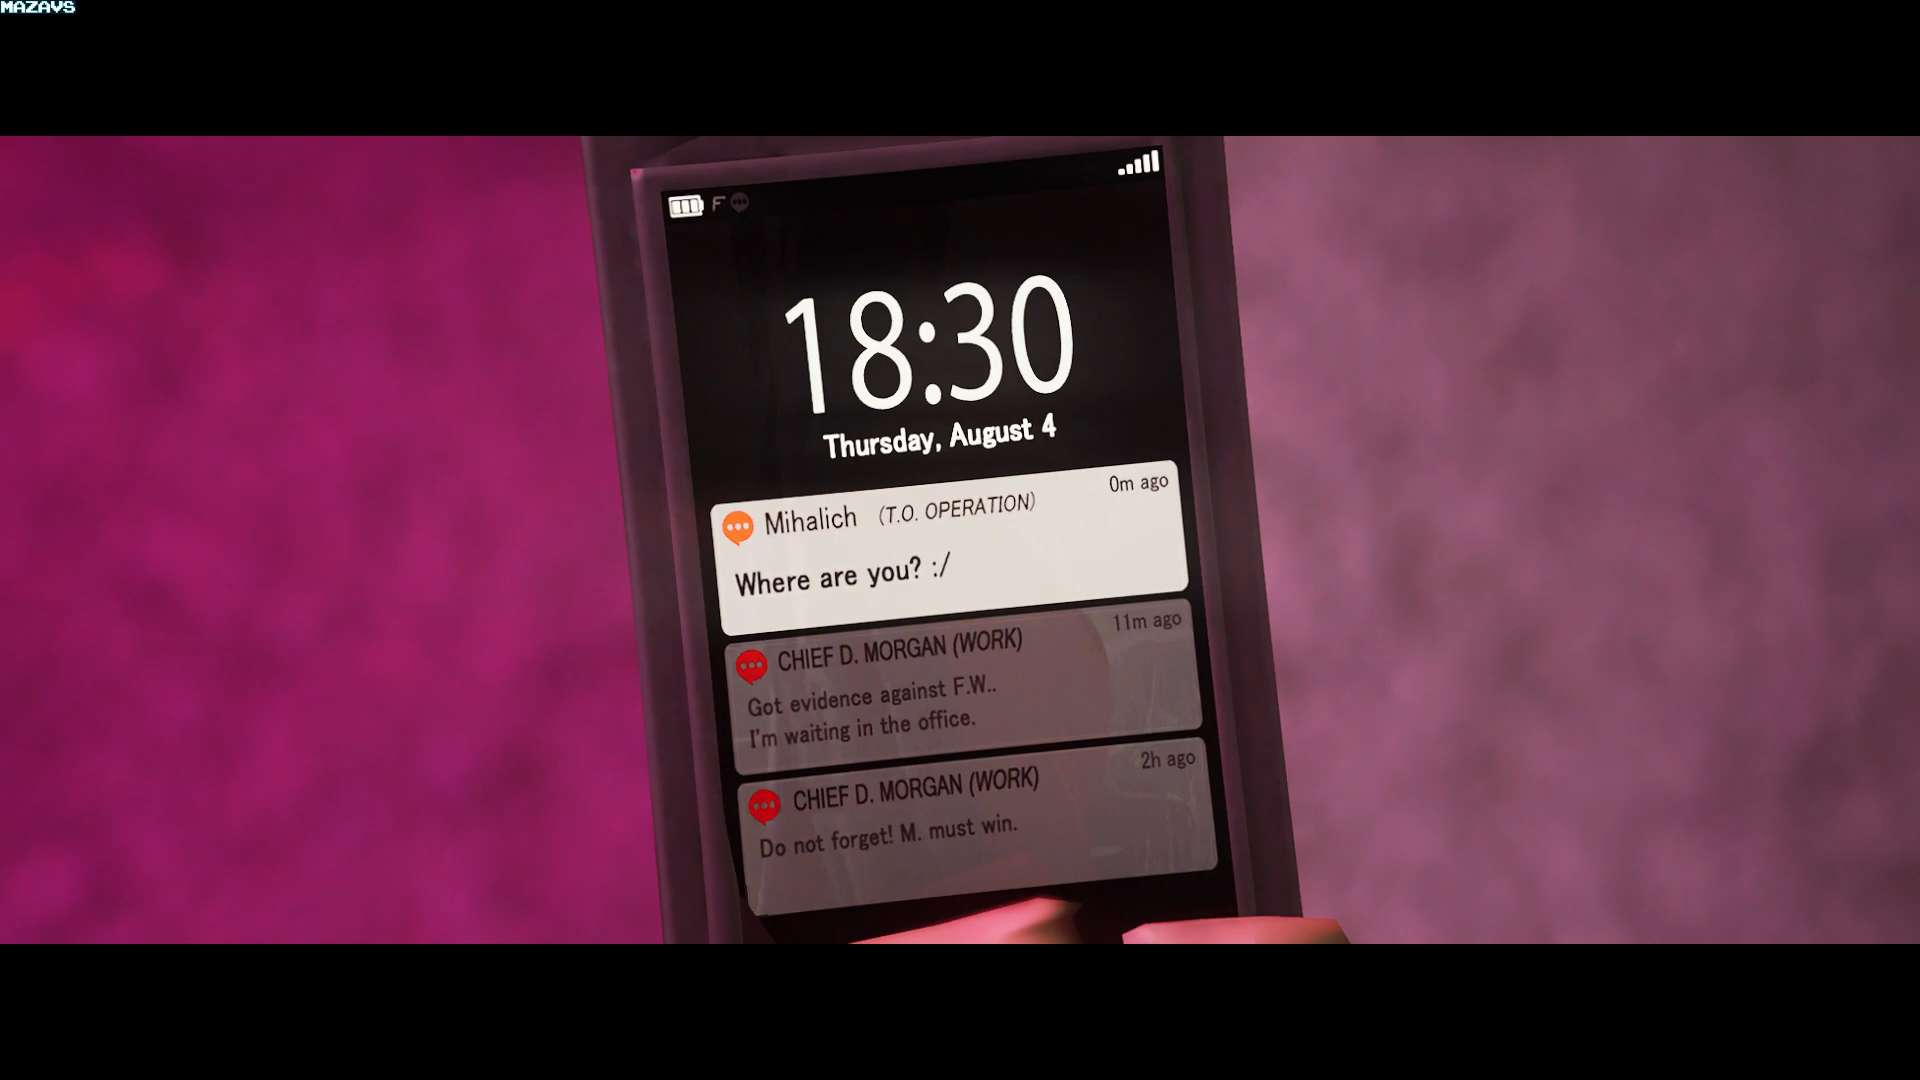 MAZAVS
F
18:30
Thursday, August 4
Mihalich (T.O. OPERATION) 0m ago
Where are you? :/
CHIEF D. MORGAN (WORK) 11m ago
Got evidence against F.W..
I'm waiting in the office.
CHIEF D. MORGAN (WORK) 2h ago
Do not forget! M. must win.